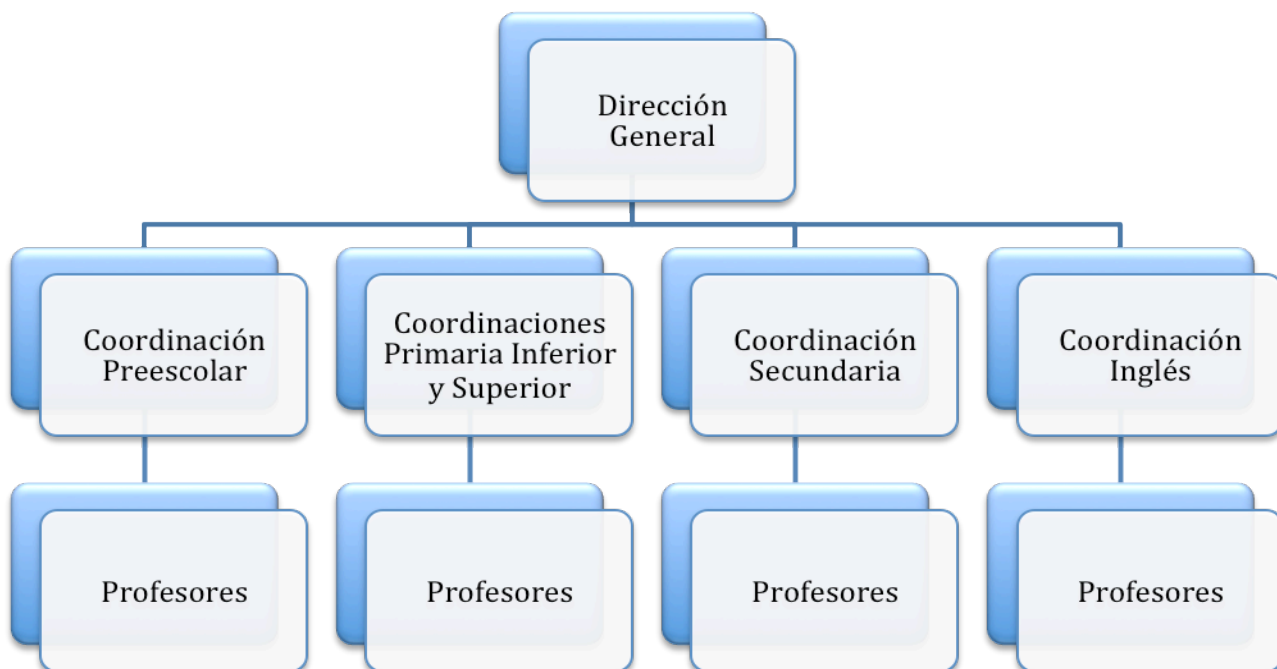 Dirección
General
Coordinación
Preescolar
Coordinaciones
Primaria Inferior
y Superior
Coordinación
Secundaria
Coordinación
Inglés
Profesores
Profesores
Profesores
Profesores